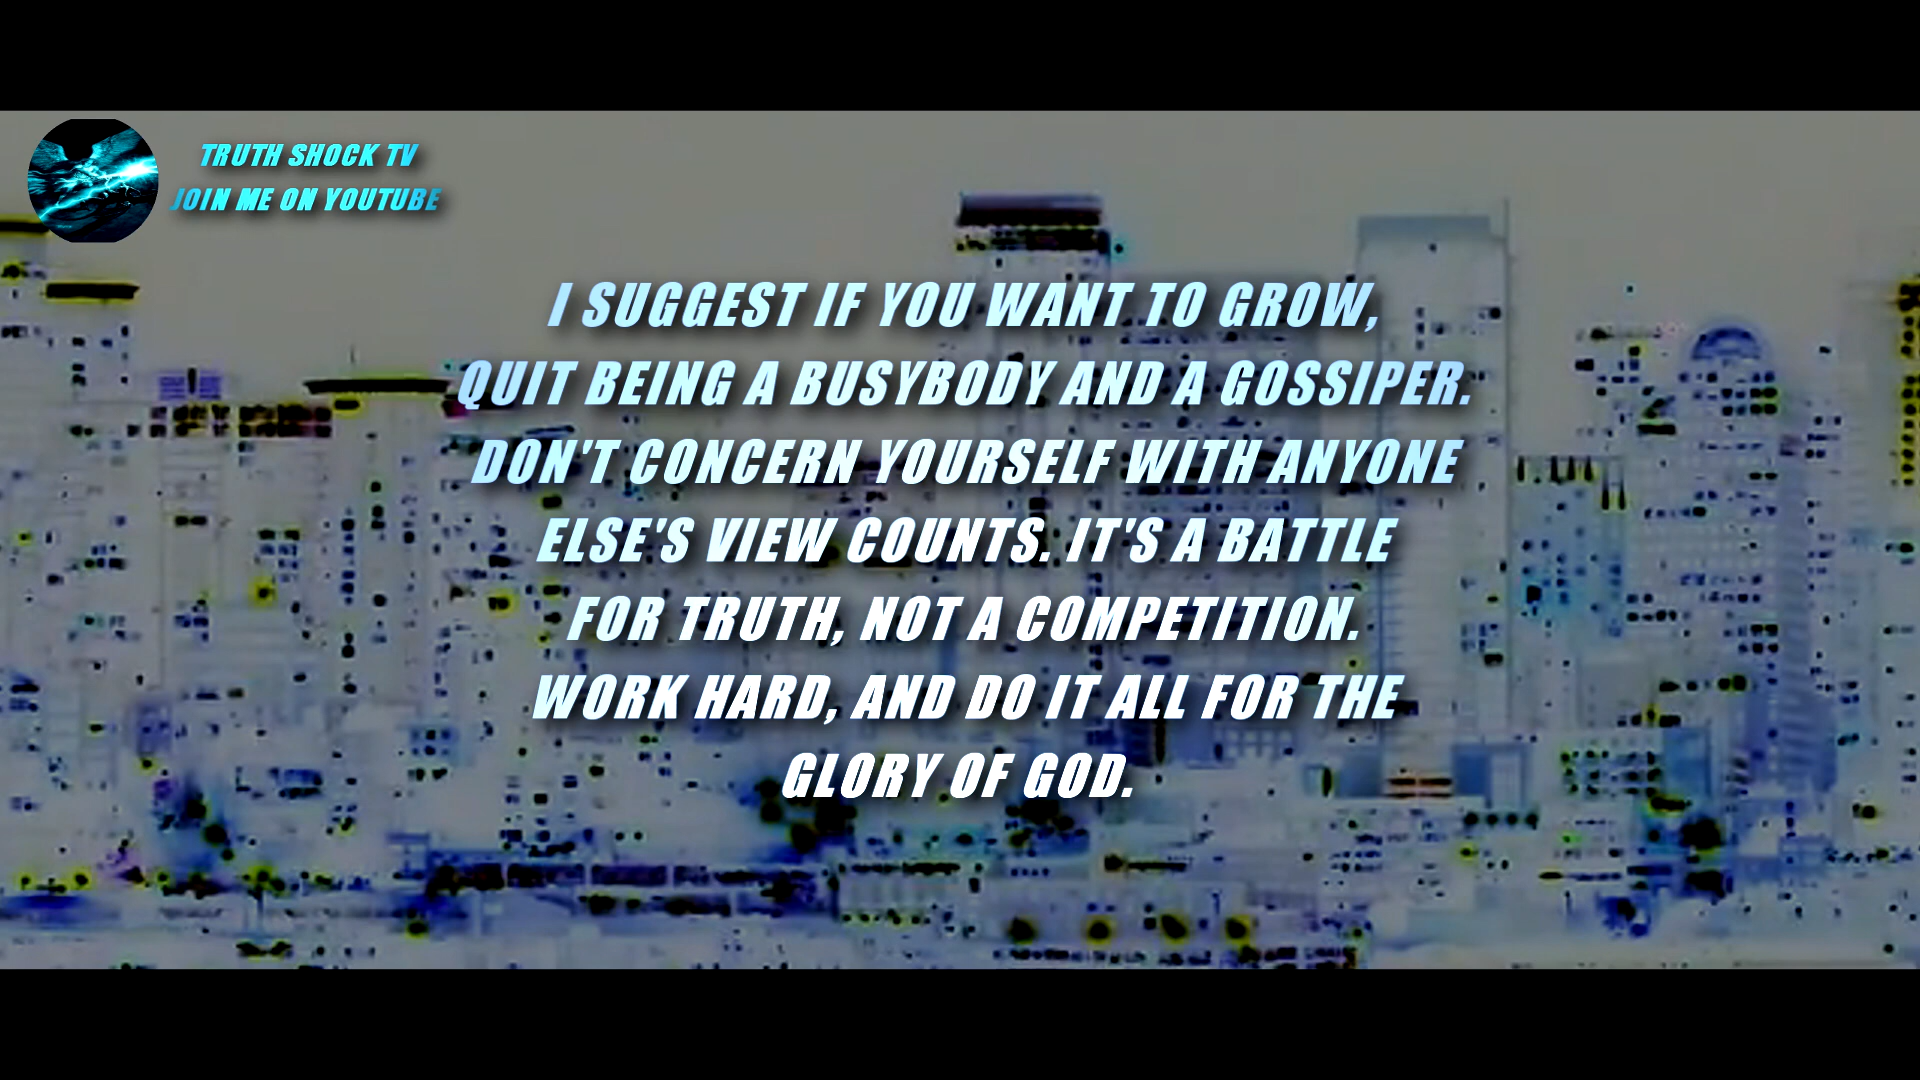 TRUTH SHOCK TV
JOIN ME ON YOUTUBE
I SUGGEST IF YOU WANT TO GROW,
QUIT BEING A BUSYBODY AND A GOSSIPER.
DON'T CONCERN YOURSELF WITH ANYONE
ELSE'S VIEW COUNTS. IT'S A BATTLE
FOR TRUTH, NOT A COMPETITION.
WORK HARD, AND DO IT ALL FOR THE
GLORY OF GOD.